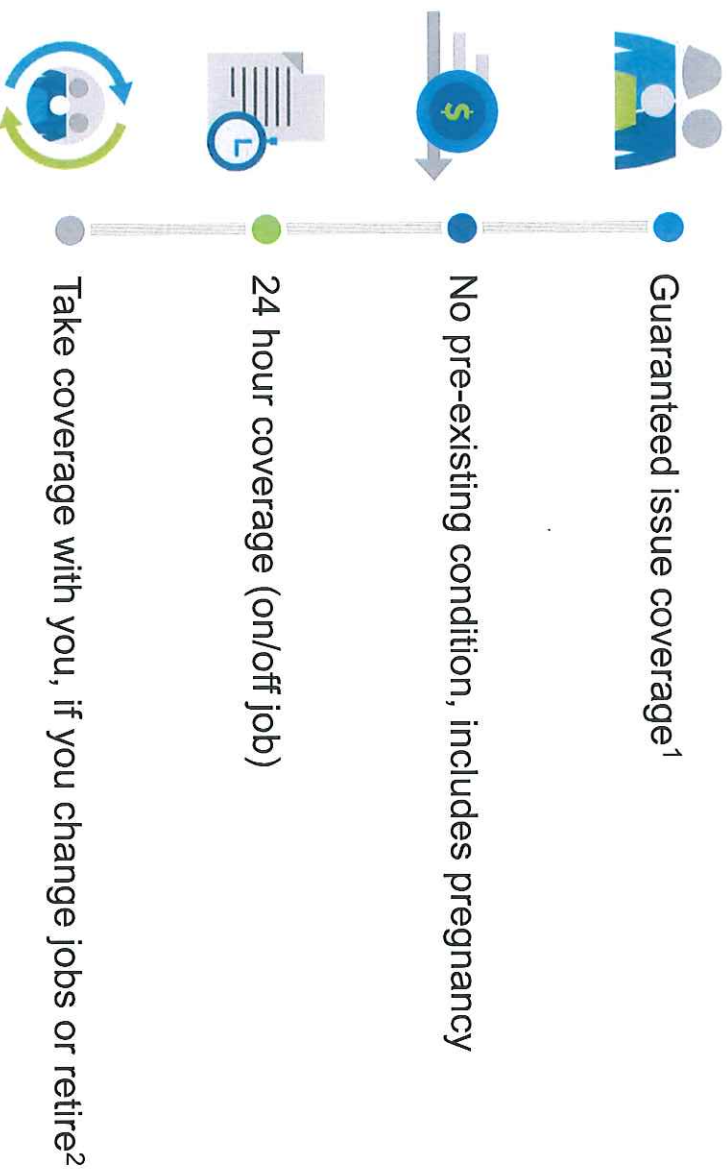 Guaranteed issue coverage¹
$
No pre-existing condition, includes pregnancy
24 hour coverage (on/off job)
Take coverage with you, if you change jobs or retire²